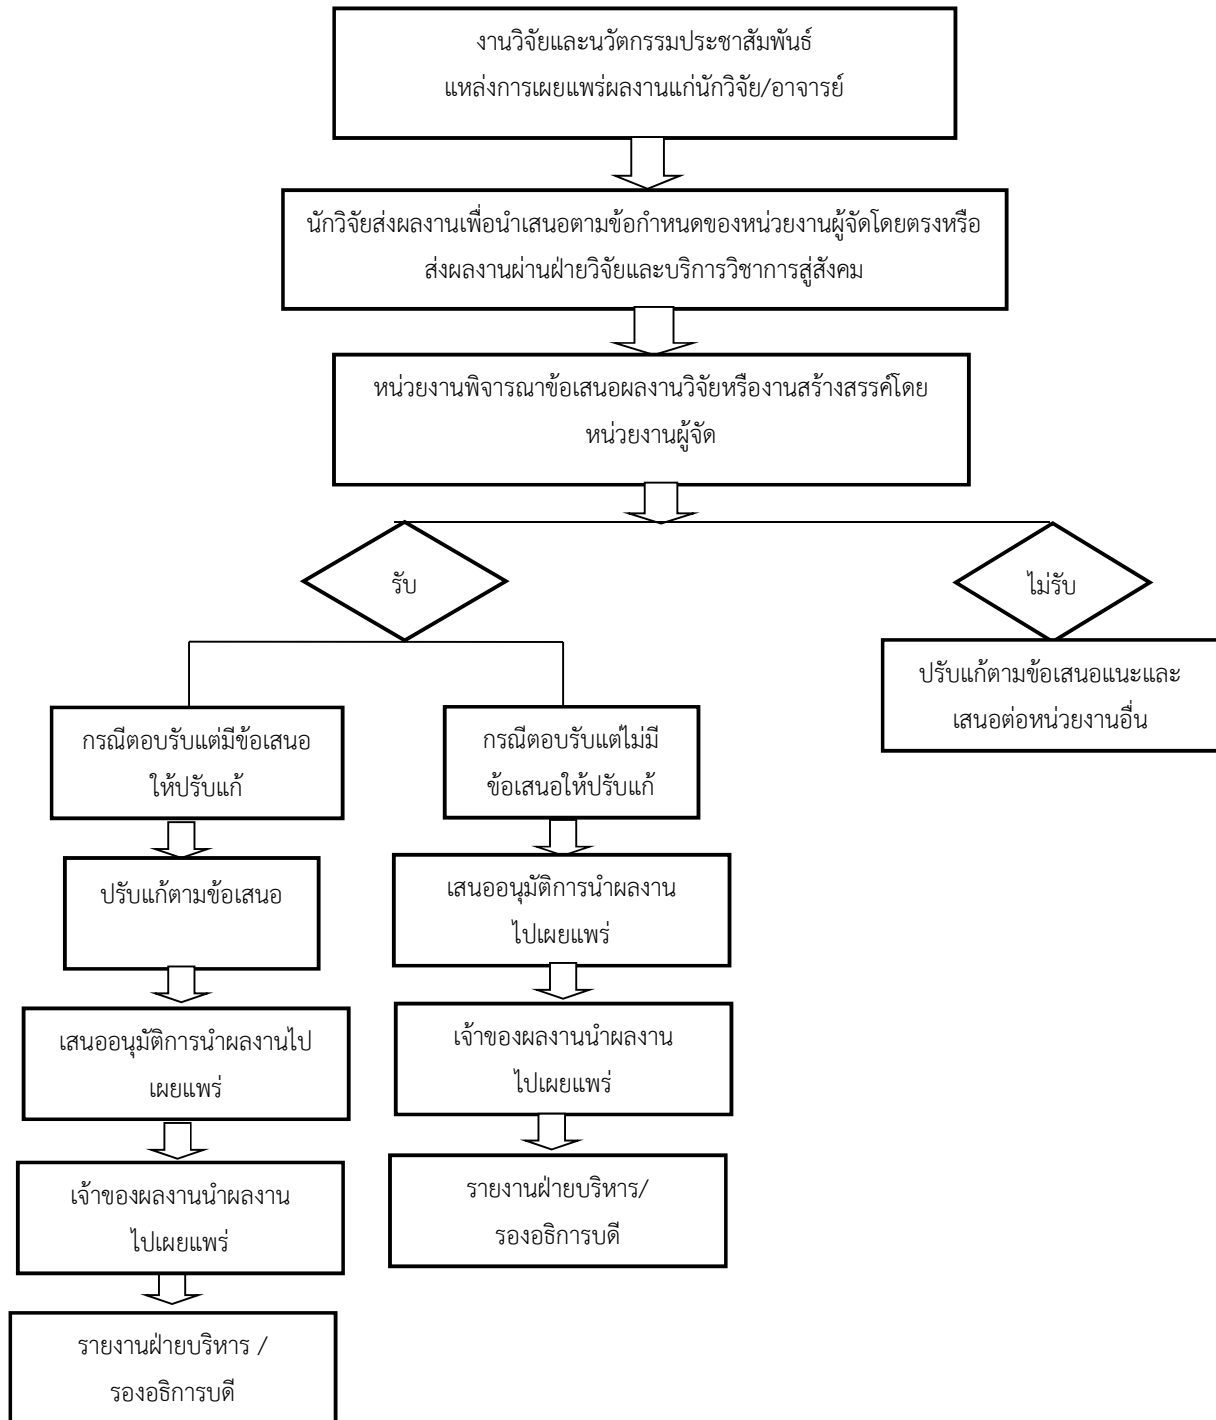 งานวิจัยและนวัตกรรมประชาสัมพันธ์
แหล่งการเผยแพร่ผลงานแก่นักวิจัย/อาจารย์
นักวิจัยส่งผลงานเพื่อนำเสนอตามข้อกำหนดของหน่วยงานผู้จัดโดยตรงหรือ
ส่งผลงานผ่านฝ่ายวิจัยและบริการวิชาการสู่สังคม
หน่วยงานพิจารณาข้อเสนอผลงานวิจัยหรืองานสร้างสรรค์โดย
หน่วยงานผู้จัด
รับ
ไม่รับ
ปรับแก้ตามข้อเสนอแนะและ
เสนอต่อหน่วยงานอื่น
กรณีตอบรับแต่มีข้อเสนอ
ให้ปรับแก้
ปรับแก้ตามข้อเสนอ
เสนออนุมัติการนำผลงานไป
เผยแพร่
เจ้าของผลงานนำผลงาน
ไปเผยแพร่
รายงานฝ่ายบริหาร /
รองอธิการบดี
กรณีตอบรับแต่ไม่มี
ข้อเสนอให้ปรับแก้
เสนออนุมัติการนำผลงาน
ไปเผยแพร่
เจ้าของผลงานนำผลงาน
ไปเผยแพร่
รายงานฝ่ายบริหาร/
รองอธิการบดี